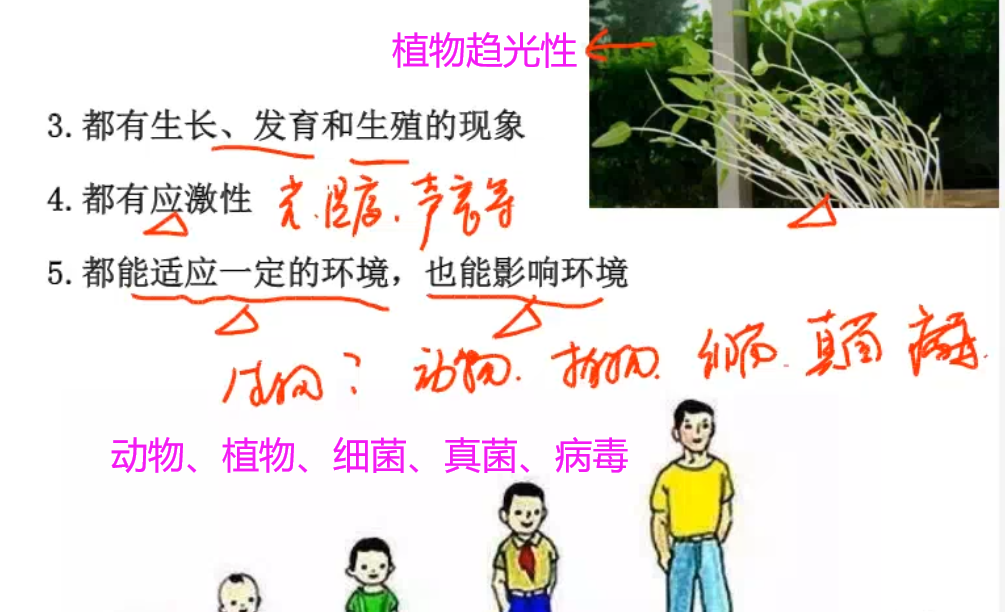 植物趋光性
3.都有生长、发育和生殖的现象
4.都有应激性 光.温度.声音等
5.都能适应一定的环境，也能影响环境
生物？动物.植物.细菌.真菌.病毒.
动物、植物、细菌、真菌、病毒